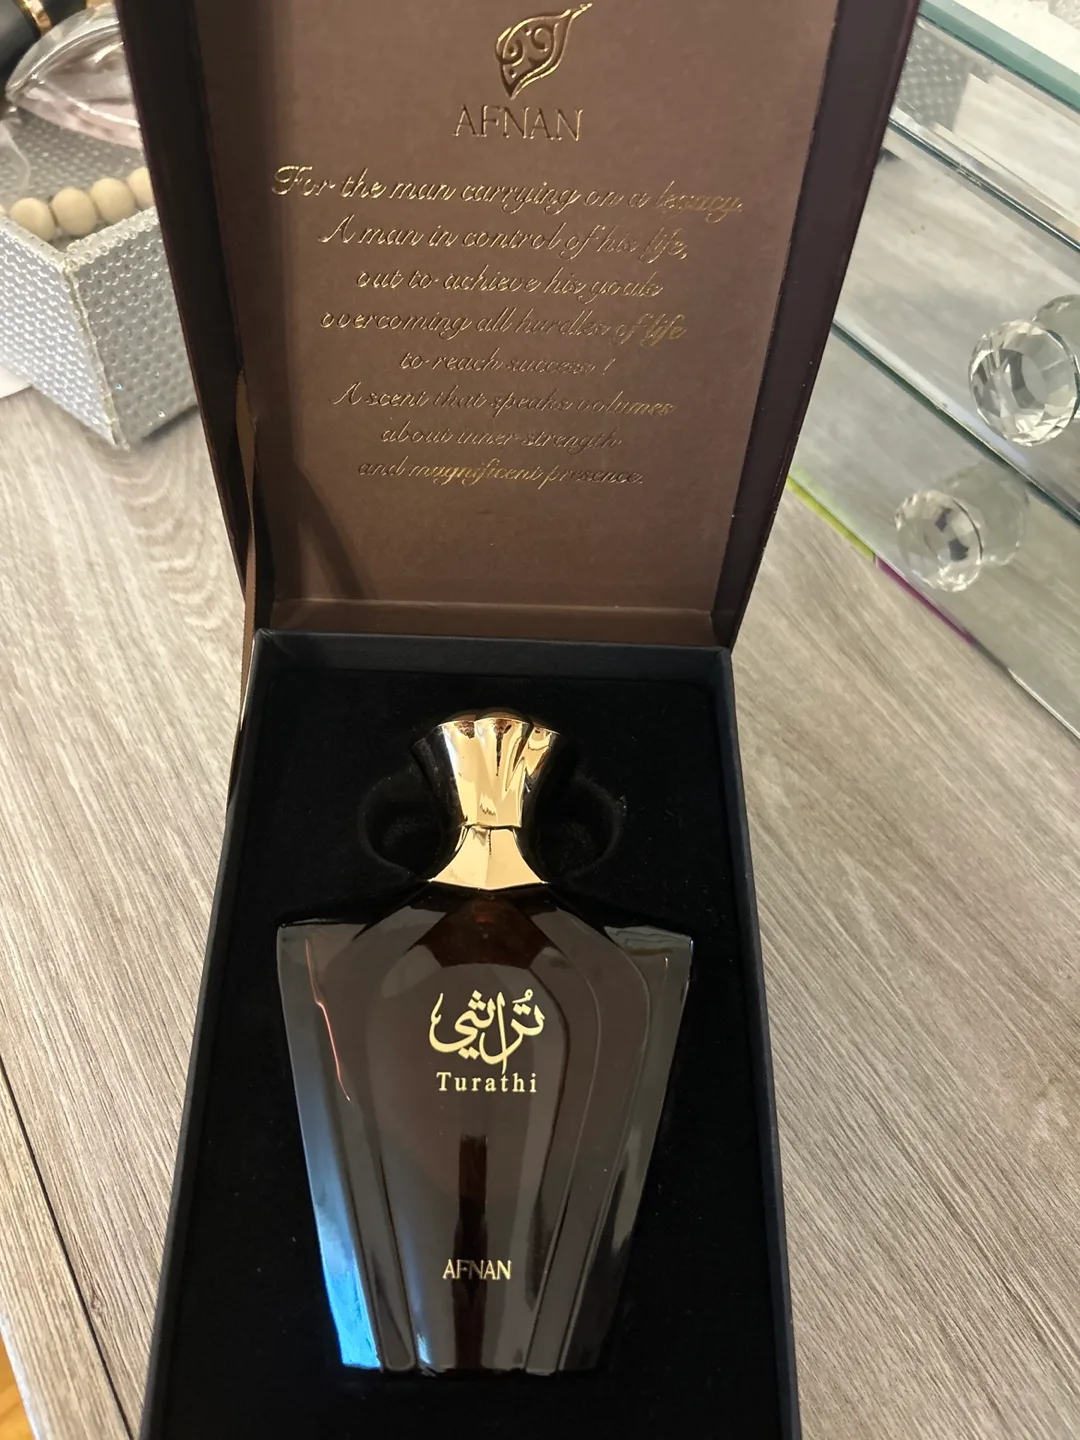 AFNAN
For the man carrying on a legacy.
A man in control of his life,
out to achieve his goals
overcoming all hurdles of life
to reach success !
A scent that speaks volumes
about inner strength
and magnificent presence.
تُراثي
Turathi
AFNAN